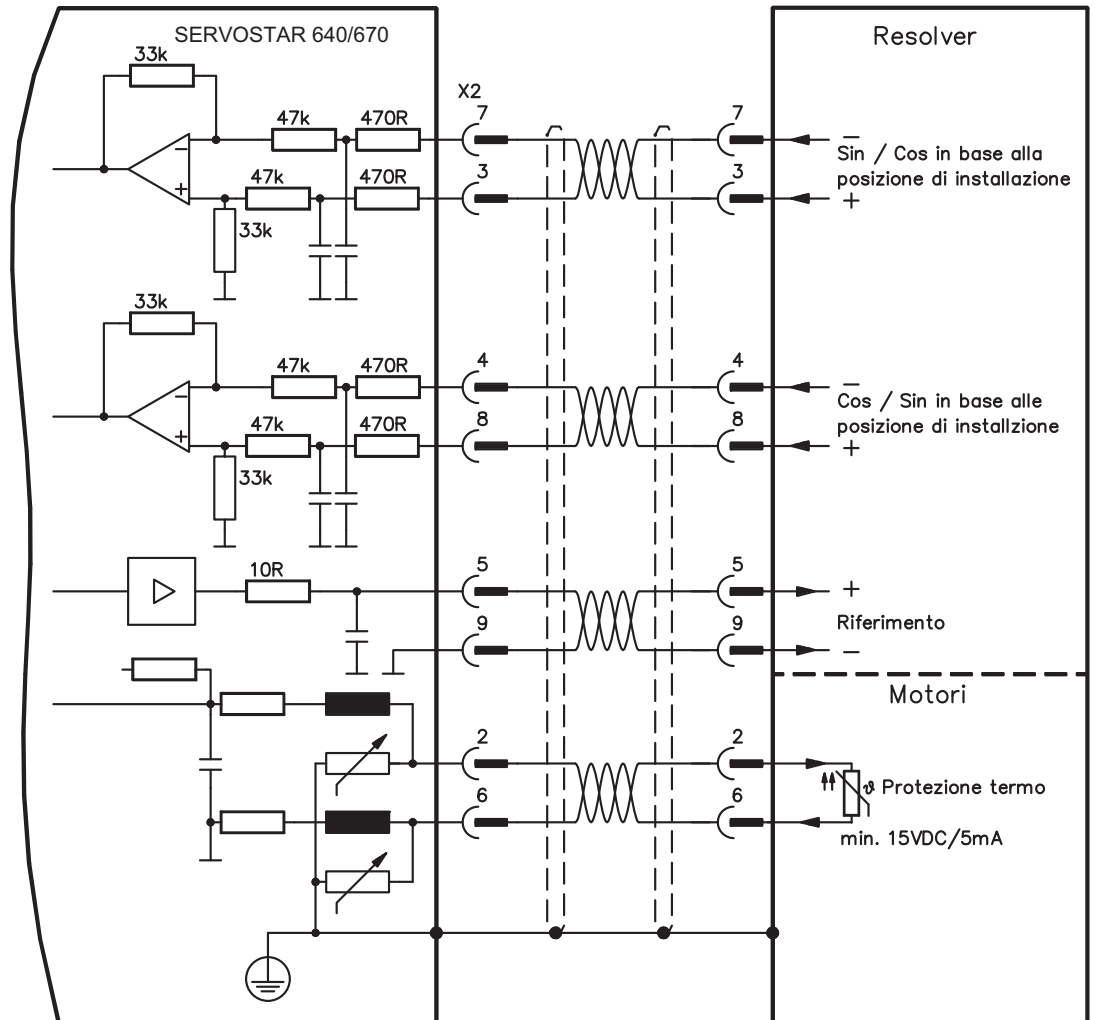 SERVOSTAR 640/670
Resolver
33k
X2
47k
470R
7
7
−
Sin / Cos in base alla
posizione di installazione
+
47k
470R
3
3
33k
33k
47k
470R
4
4
−
Cos / Sin in base alle
posizione di installzione
+
47k
470R
8
8
33k
10R
5
5
+
Riferimento
9
9
−
Motori
2
2
ϑ Protezione termo
6
6
min. 15VDC/5mA